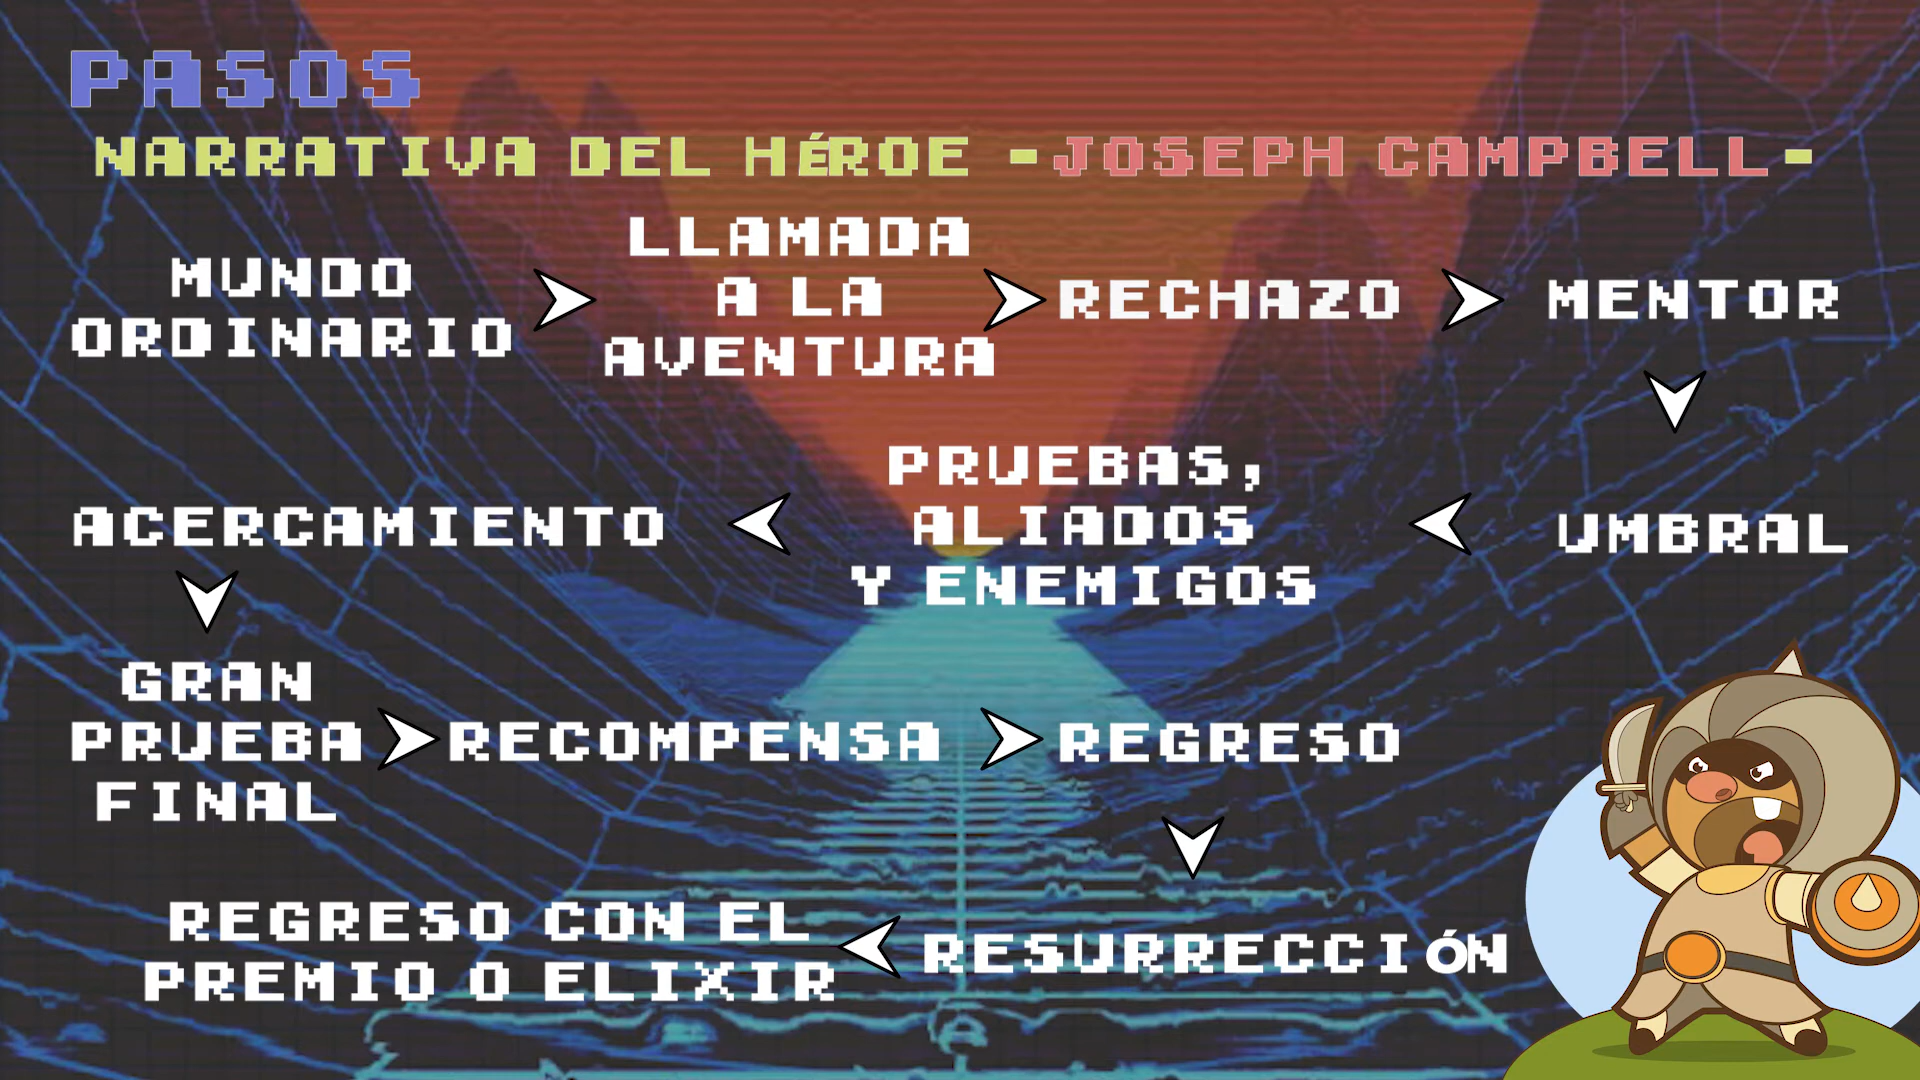 PASOS
NARRATIVA DEL HÉROE -JOSEPH CAMPBELL-
MUNDO
ORDINARIO
LLAMADA
A LA
AVENTURA
RECHAZO
MENTOR
UMBRAL
PRUEBAS,
ALIADOS
Y ENEMIGOS
ACERCAMIENTO
GRAN
PRUEBA
FINAL
RECOMPENSA
REGRESO
RESURRECCIÓN
REGRESO CON EL
PREMIO O ELIXIR